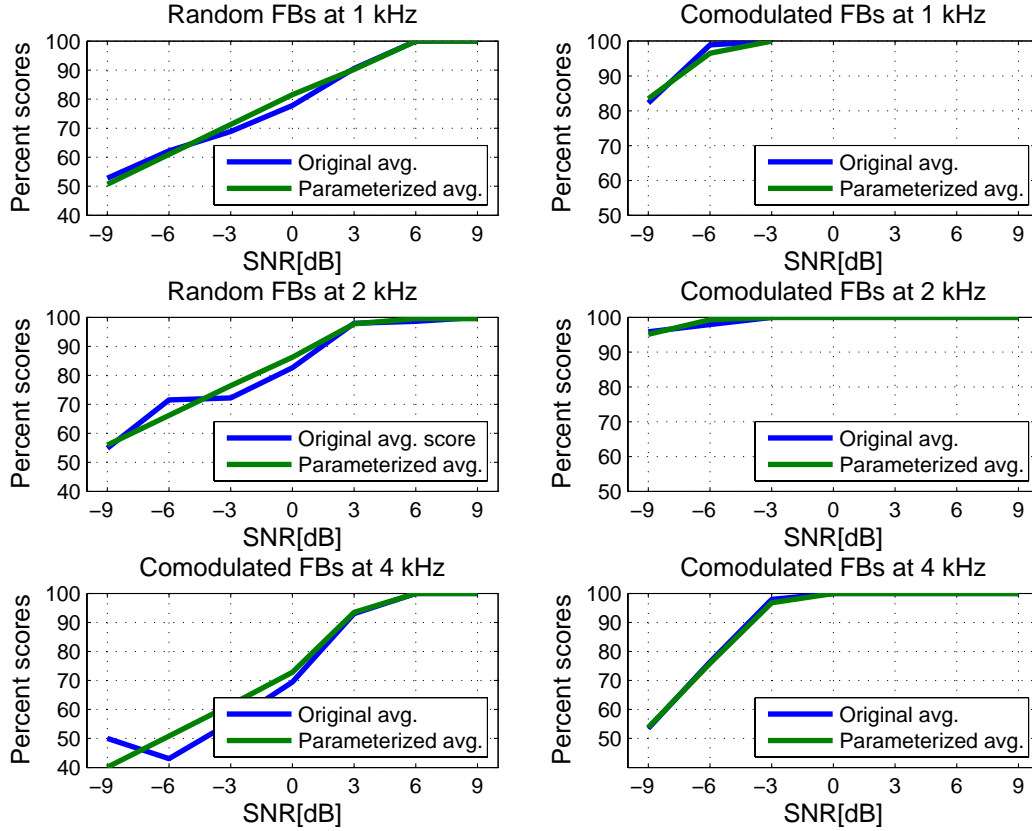 Random FBs at 1 kHz
Percent scores
100
90
80
70
60
50
40
Original avg.
Parameterized avg.
−9 −6 −3 0 3 6 9
SNR[dB]
Comodulated FBs at 1 kHz
Percent scores
100
90
80
70
60
50
Original avg.
Parameterized avg.
−9 −6 −3 0 3 6 9
SNR[dB]
Random FBs at 2 kHz
Percent scores
100
90
80
70
60
50
40
Original avg. score
Parameterized avg.
−9 −6 −3 0 3 6 9
SNR[dB]
Comodulated FBs at 2 kHz
Percent scores
100
90
80
70
60
50
Original avg.
Parameterized avg.
−9 −6 −3 0 3 6 9
SNR[dB]
Comodulated FBs at 4 kHz
Percent scores
100
90
80
70
60
50
40
Original avg.
Parameterized avg.
−9 −6 −3 0 3 6 9
SNR[dB]
Comodulated FBs at 4 kHz
Percent scores
100
90
80
70
60
50
Original avg.
Parameterized avg.
−9 −6 −3 0 3 6 9
SNR[dB]